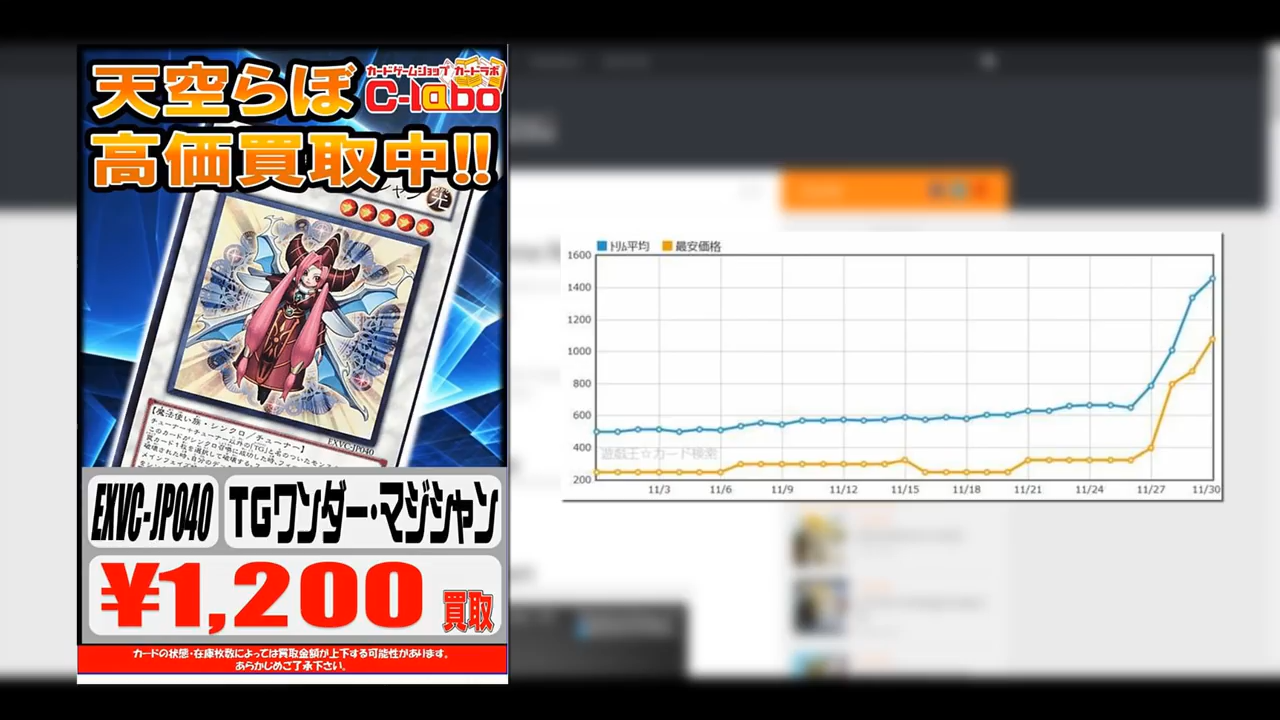 天空らぼ
カードゲームショップ カードラボ
C-labo
高価買取中!!
光
【魔法使い族・シンクロ/チューナー】
EXVC-JP040
EXVC-JP040
TGワンダー・マジシャン
¥1,200
買取
カードの状態・在庫枚数によっては買取金額が上下する可能性があります。
あらかじめご了承下さい。
トリム平均
最安価格
1600
1400
1200
1000
800
600
400
200
遊戯王☆カード検索
11/3 11/6 11/9 11/12 11/15 11/18 11/21 11/24 11/27 11/30